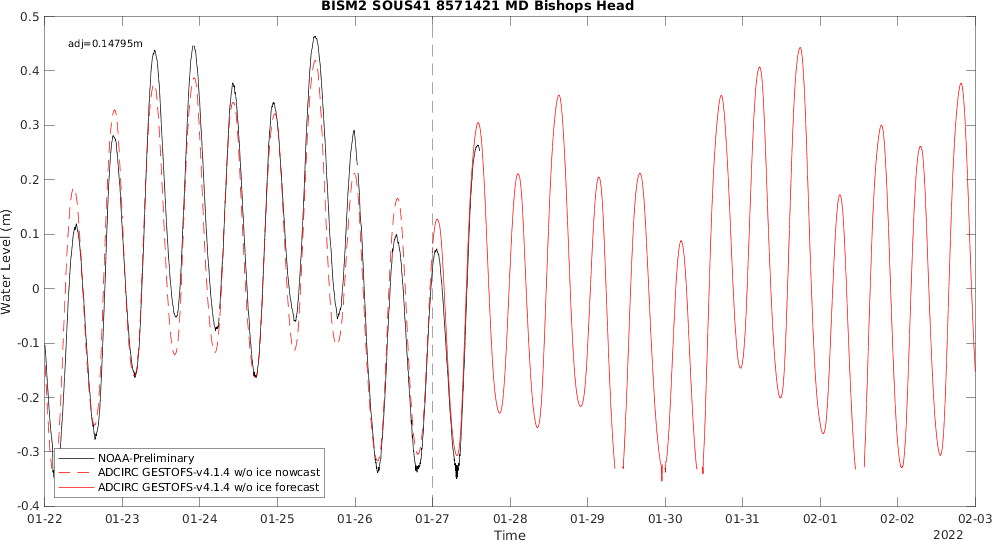 BISM2 SOUS41 8571421 MD Bishops Head
adj=0.14795m
Water Level (m)
0.5
0.4
0.3
0.2
0.1
0
-0.1
-0.2
-0.3
-0.4
NOAA-Preliminary
ADCIRC GESTOFS-v4.1.4 w/o ice nowcast
ADCIRC GESTOFS-v4.1.4 w/o ice forecast
01-22 01-23 01-24 01-25 01-26 01-27 01-28 01-29 01-30 01-31 02-01 02-02 02-03
Time
2022